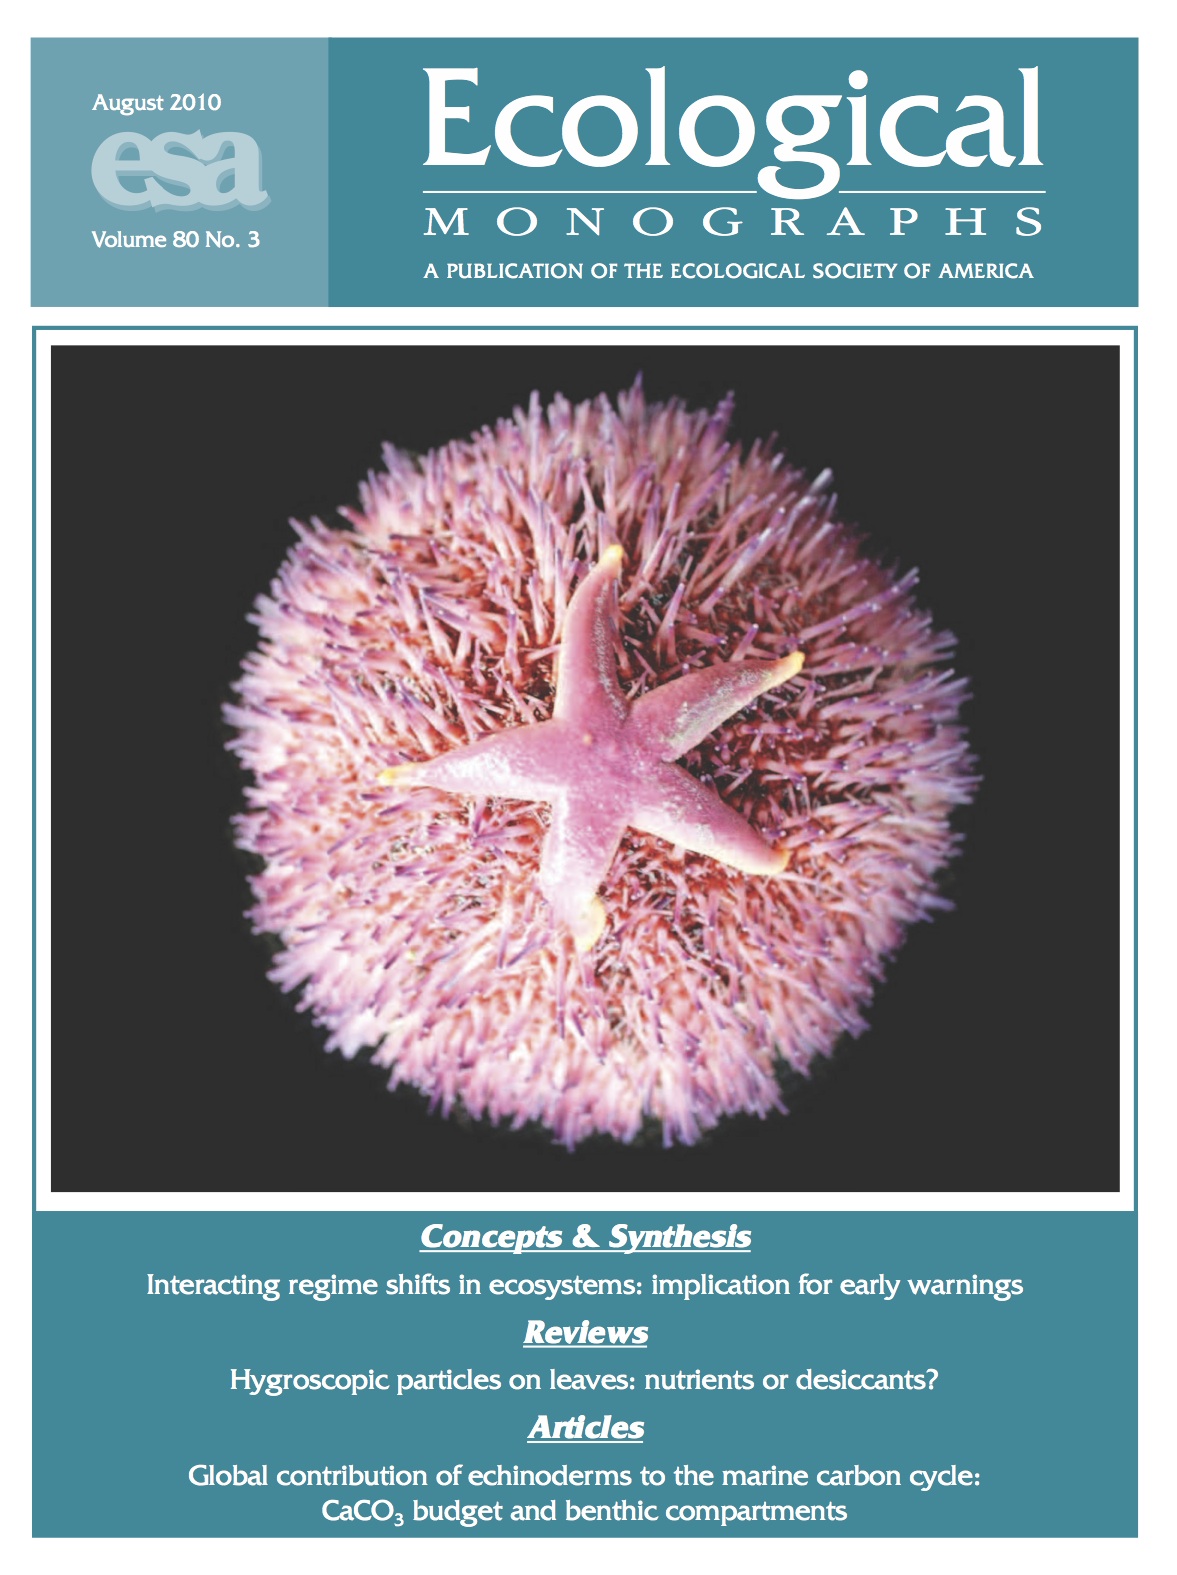 August 2010
esa
Volume 80 No. 3
Ecological
MONOGRAPHS
A PUBLICATION OF THE ECOLOGICAL SOCIETY OF AMERICA
Concepts & Synthesis
Interacting regime shifts in ecosystems: implication for early warnings
Reviews
Hygroscopic particles on leaves: nutrients or desiccants?
Articles
Global contribution of echinoderms to the marine carbon cycle:
CaCO₃ budget and benthic compartments